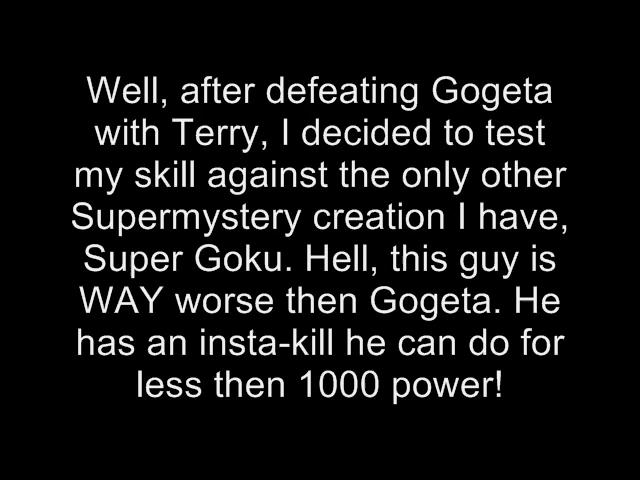 Well, after defeating Gogeta
with Terry, I decided to test
my skill against the only other
Supermystery creation I have,
Super Goku. Hell, this guy is
WAY worse then Gogeta. He
has an insta-kill he can do for
less then 1000 power!